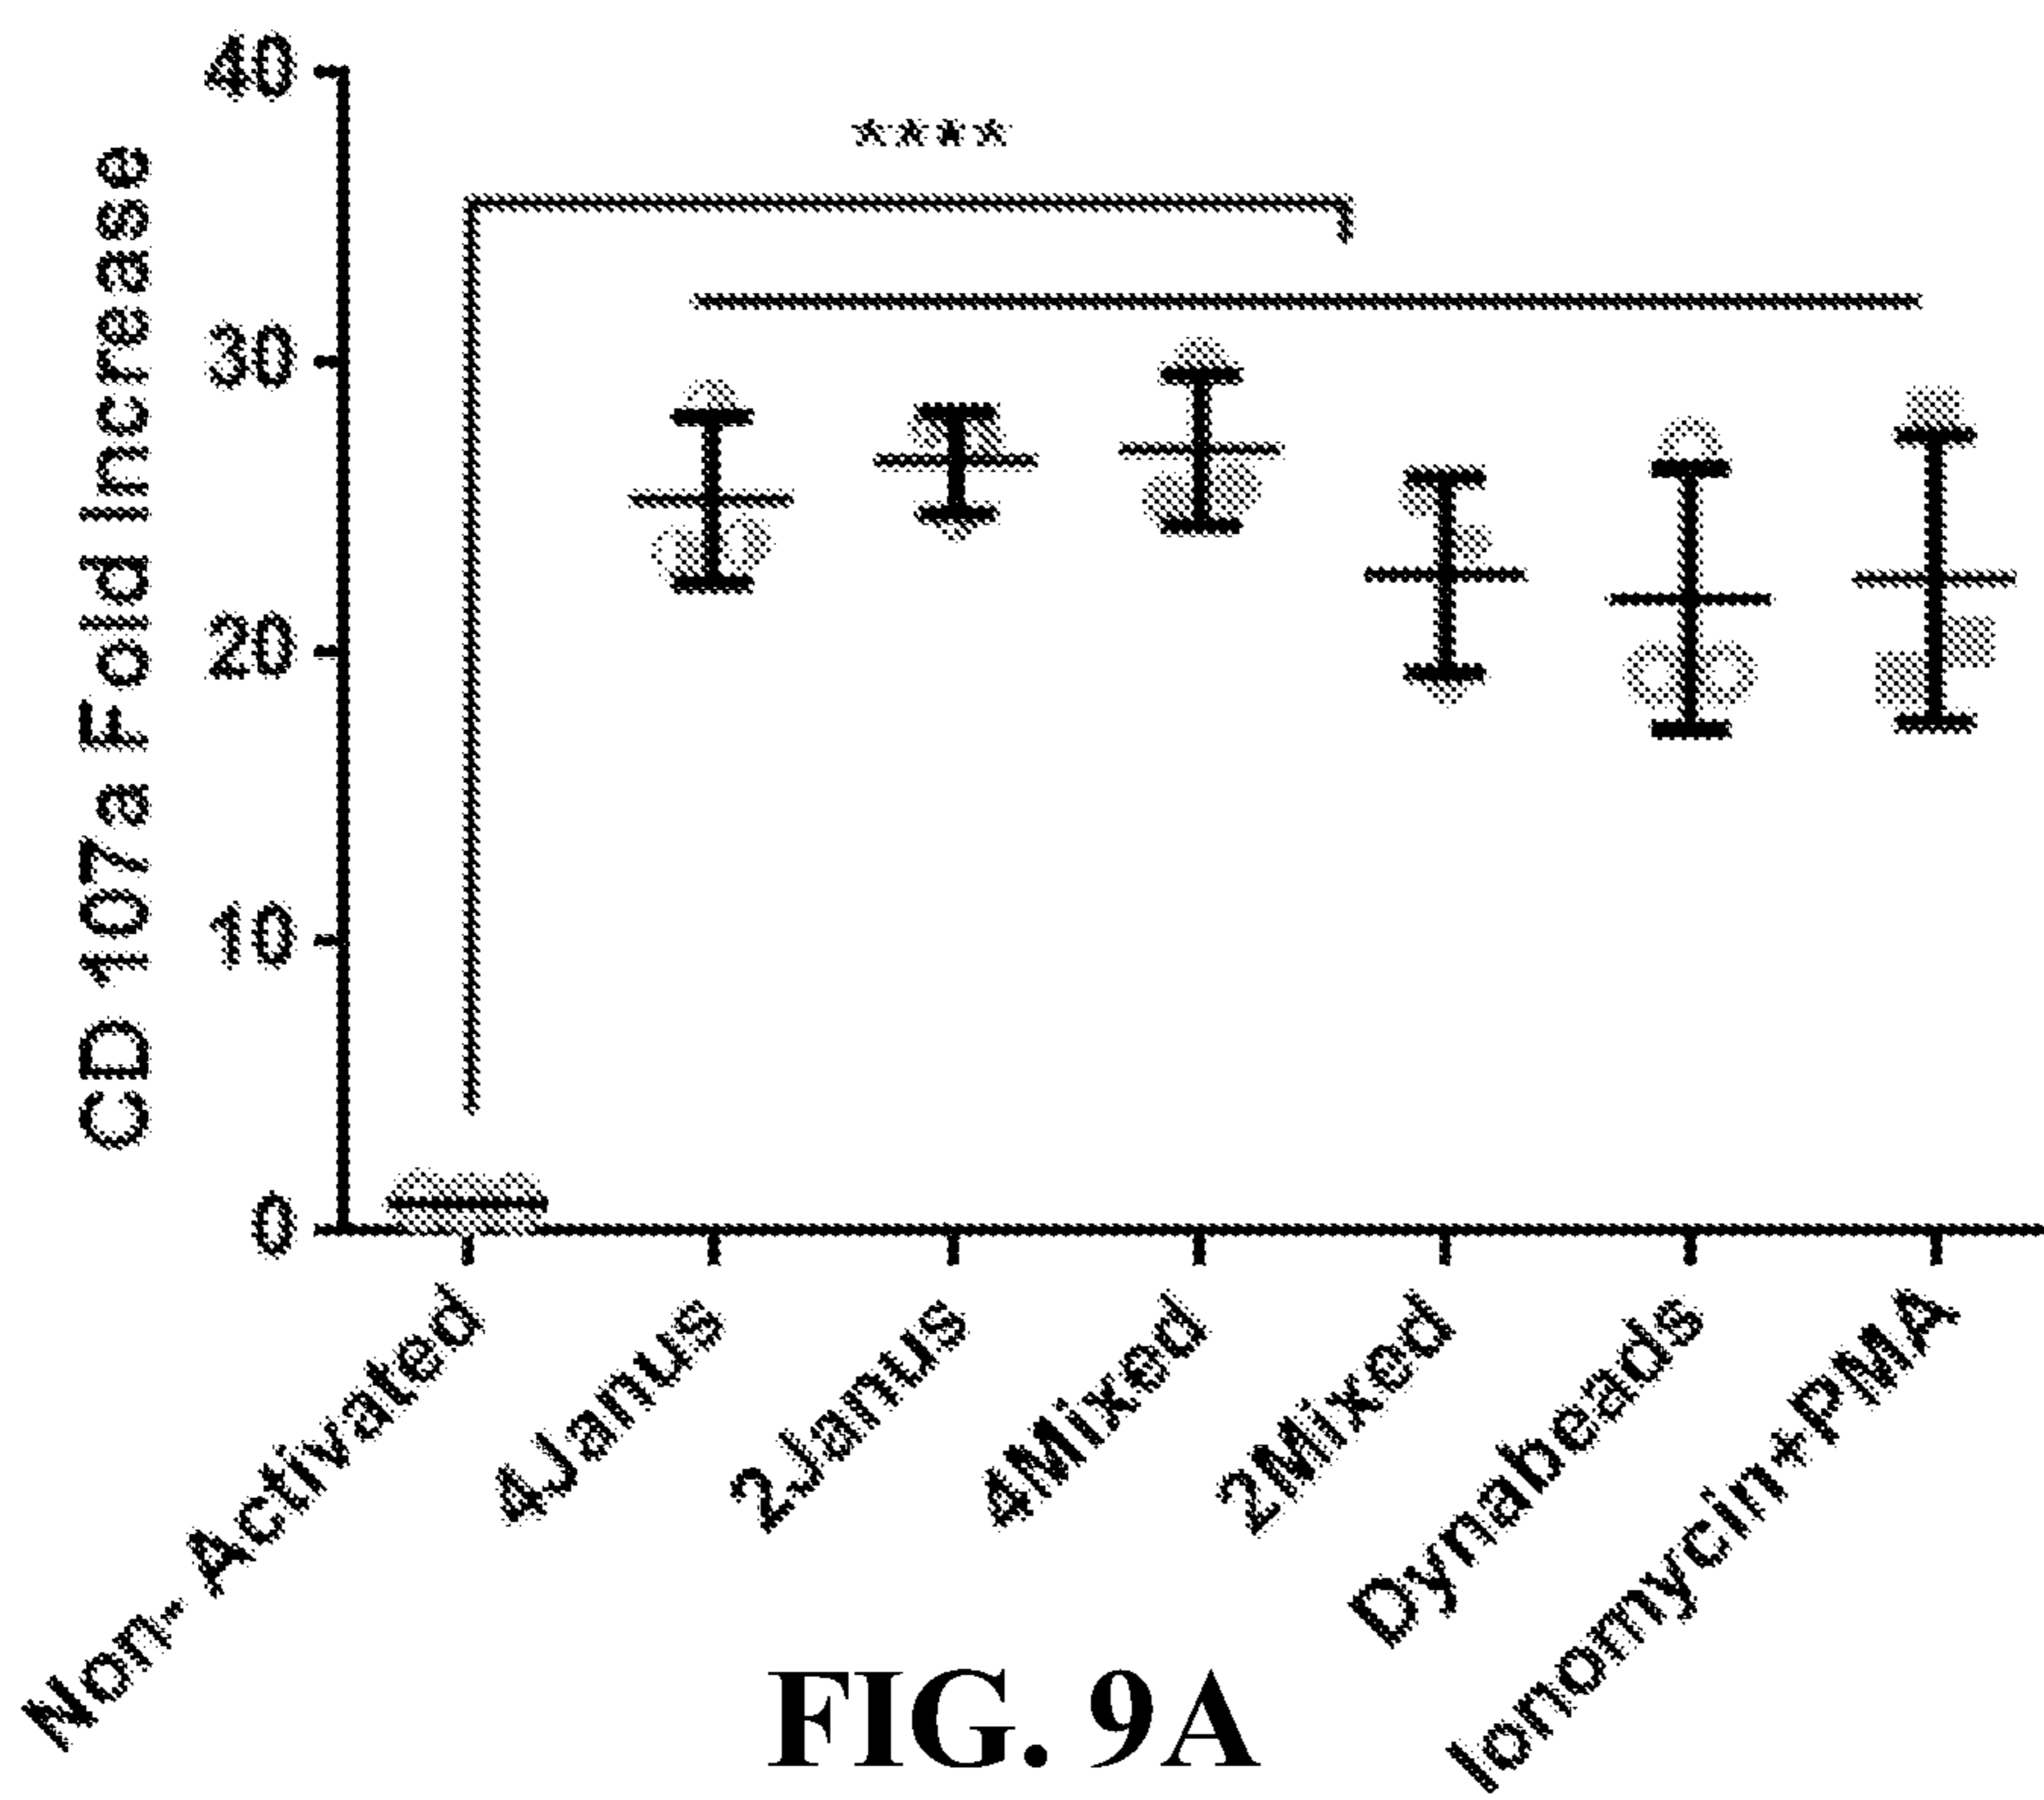 CD 107a Fold Increase
40
30
20
10
0
****
Non- Activated
4Janus
2Janus
4Mixed
2Mixed
Dynabeads
Ionomycin+PMA
FIG. 9A